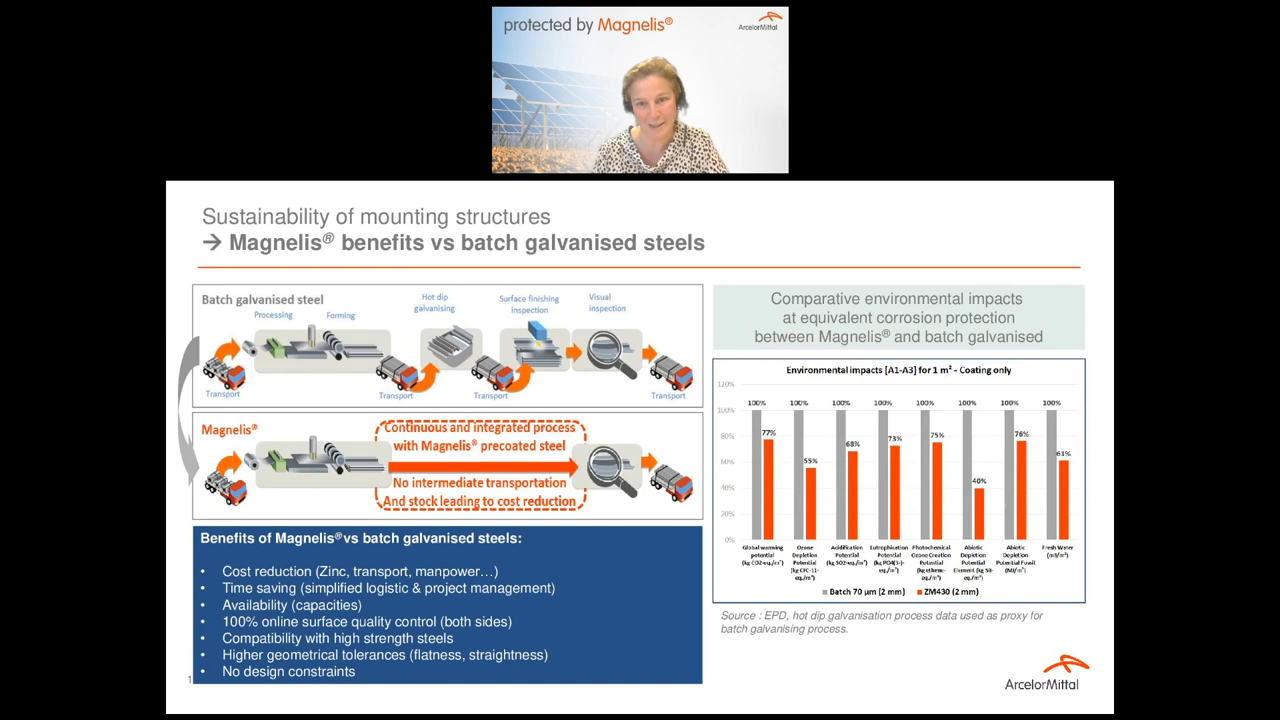 protected by Magnelis®
ArcelorMittal
Sustainability of mounting structures
→ Magnelis® benefits vs batch galvanised steels
Batch galvanised steel
Processing
Forming
Hot dip
galvanising
Surface finishing
inspection
Visual
inspection
Transport
Transport
Transport
Transport
Magnelis®
Continuous and integrated process
with Magnelis® precoated steel
No intermediate transportation
And stock leading to cost reduction
Benefits of Magnelis® vs batch galvanised steels:
• Cost reduction (Zinc, transport, manpower…)
• Time saving (simplified logistic & project management)
• Availability (capacities)
• 100% online surface quality control (both sides)
• Compatibility with high strength steels
• Higher geometrical tolerances (flatness, straightness)
• No design constraints
1
Comparative environmental impacts
at equivalent corrosion protection
between Magnelis® and batch galvanised
Environmental impacts [A1-A3] for 1 m² - Coating only
120%
100%
80%
60%
40%
20%
0%
100% 100% 100% 100% 100% 100% 100% 100%
77% 55% 68% 73% 75% 40% 76% 61%
Global warming
potential
(kg CO2-eq./m²)
Ozone
Depletion
Potential
(kg CFC-11-
eq./m²)
Acidification
Potential
(kg SO2-eq./m²)
Eutrophication
Potential
(kg PO4(3-)-
eq./m²)
Photochemical
Ozone Creation
Potential
(kg ethene-
eq./m²)
Abiotic
Depletion
Potential
Element (kg Sb-
eq./m²)
Abiotic
Depletion
Potential Fossil
(MJ/m²)
Fresh Water
(m3/m²)
Batch 70 µm (2 mm)
ZM430 (2 mm)
Source : EPD, hot dip galvanisation process data used as proxy for
batch galvanising process.
ArcelorMittal